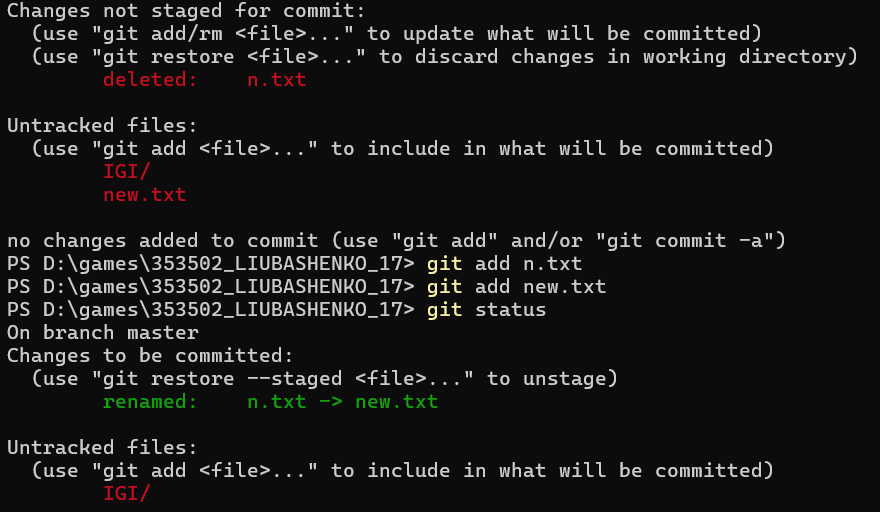 Changes not staged for commit:
  (use "git add/rm <file>..." to update what will be committed)
  (use "git restore <file>..." to discard changes in working directory)
        deleted:    n.txt

Untracked files:
  (use "git add <file>..." to include in what will be committed)
        IGI/
        new.txt

no changes added to commit (use "git add" and/or "git commit -a")
PS D:\games\353502_LIUBASHENKO_17> git add n.txt
PS D:\games\353502_LIUBASHENKO_17> git add new.txt
PS D:\games\353502_LIUBASHENKO_17> git status
On branch master
Changes to be committed:
  (use "git restore --staged <file>..." to unstage)
        renamed:    n.txt -> new.txt

Untracked files:
  (use "git add <file>..." to include in what will be committed)
        IGI/